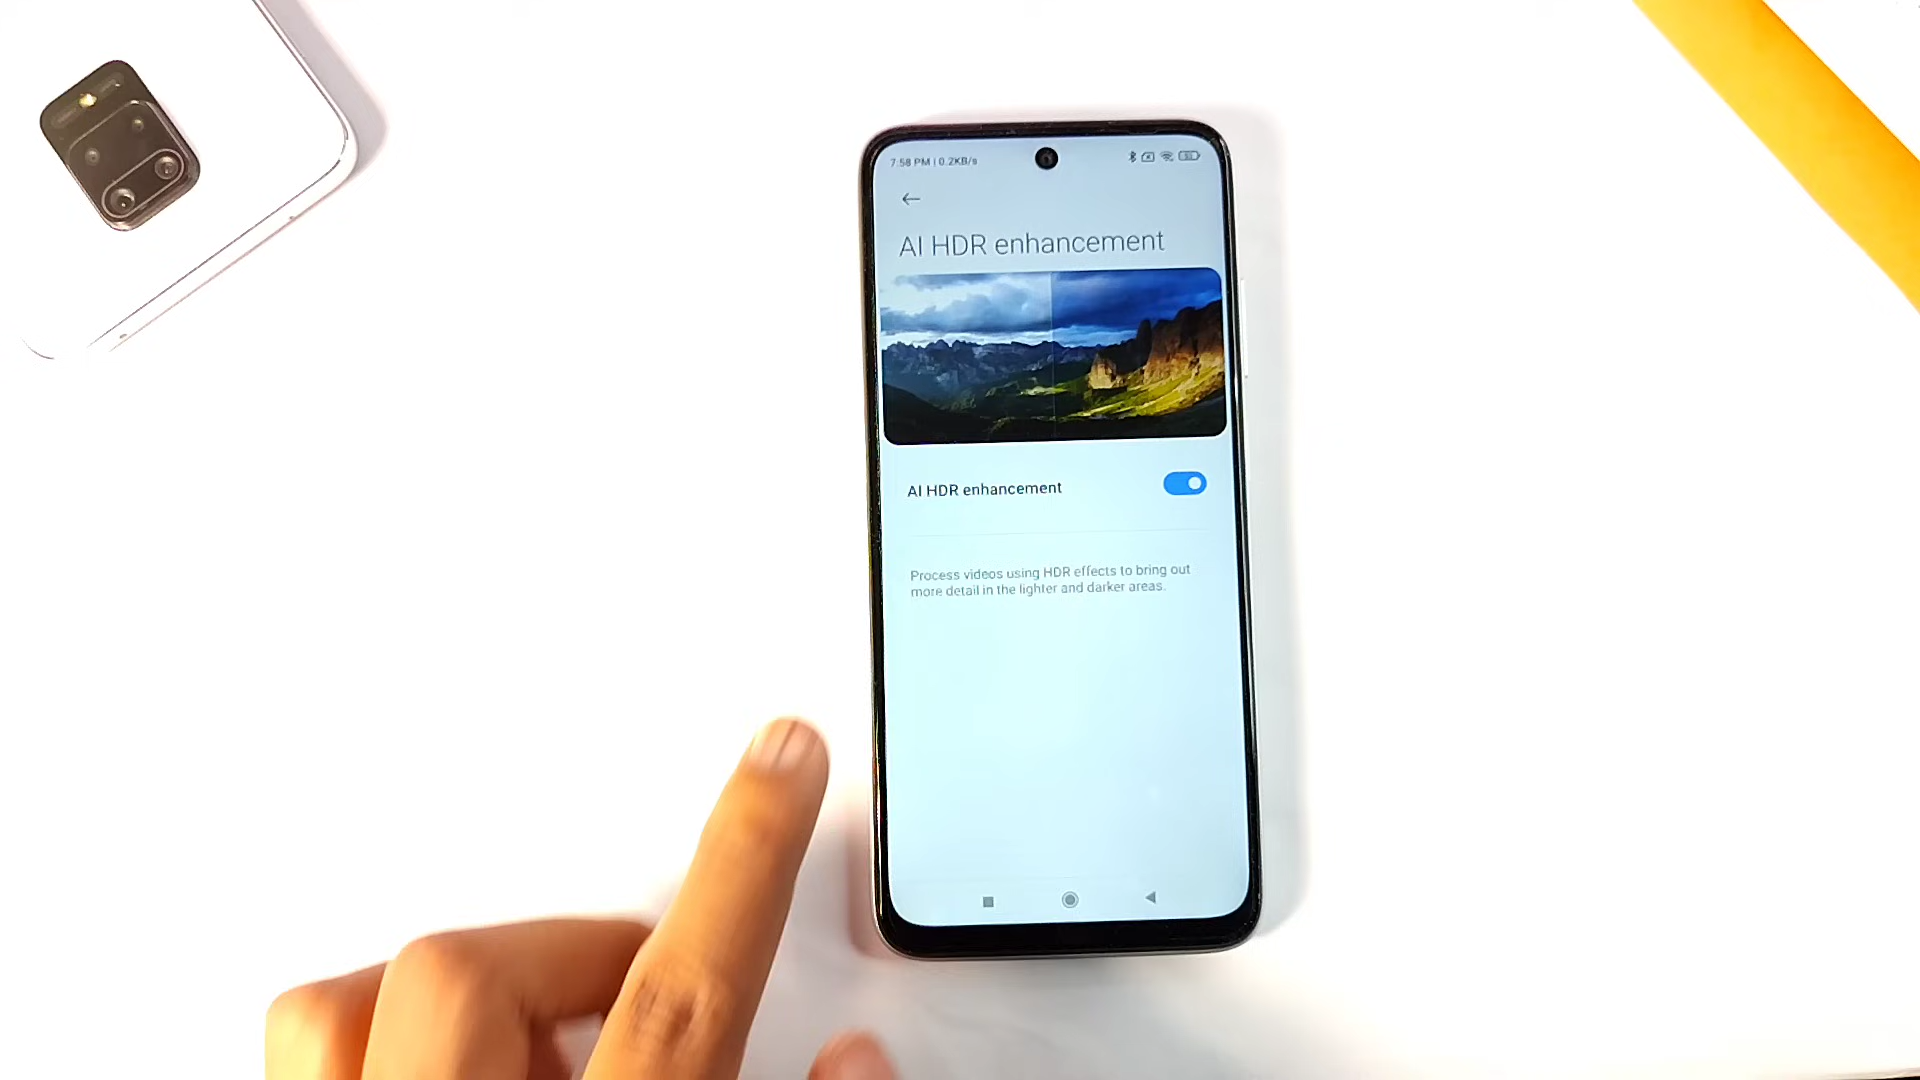 7:58 PM | 0.2KB/s
AI HDR enhancement
AI HDR enhancement
Process videos using HDR effects to bring out
more detail in the lighter and darker areas.